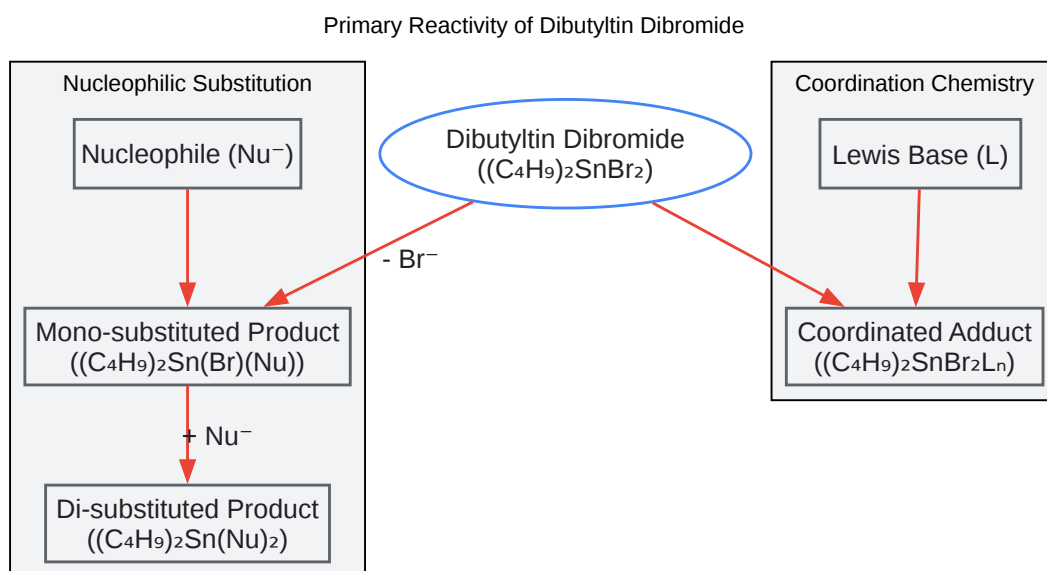 Primary Reactivity of Dibutyltin Dibromide
Nucleophilic Substitution
Nucleophile (Nu⁻)
Dibutyltin Dibromide
((C₄H₉)₂SnBr₂)
Coordination Chemistry
Lewis Base (L)
- Br⁻
Mono-substituted Product
((C₄H₉)₂Sn(Br)(Nu))
Coordinated Adduct
((C₄H₉)₂SnBr₂Lₙ)
+ Nu⁻
Di-substituted Product
((C₄H₉)₂Sn(Nu)₂)